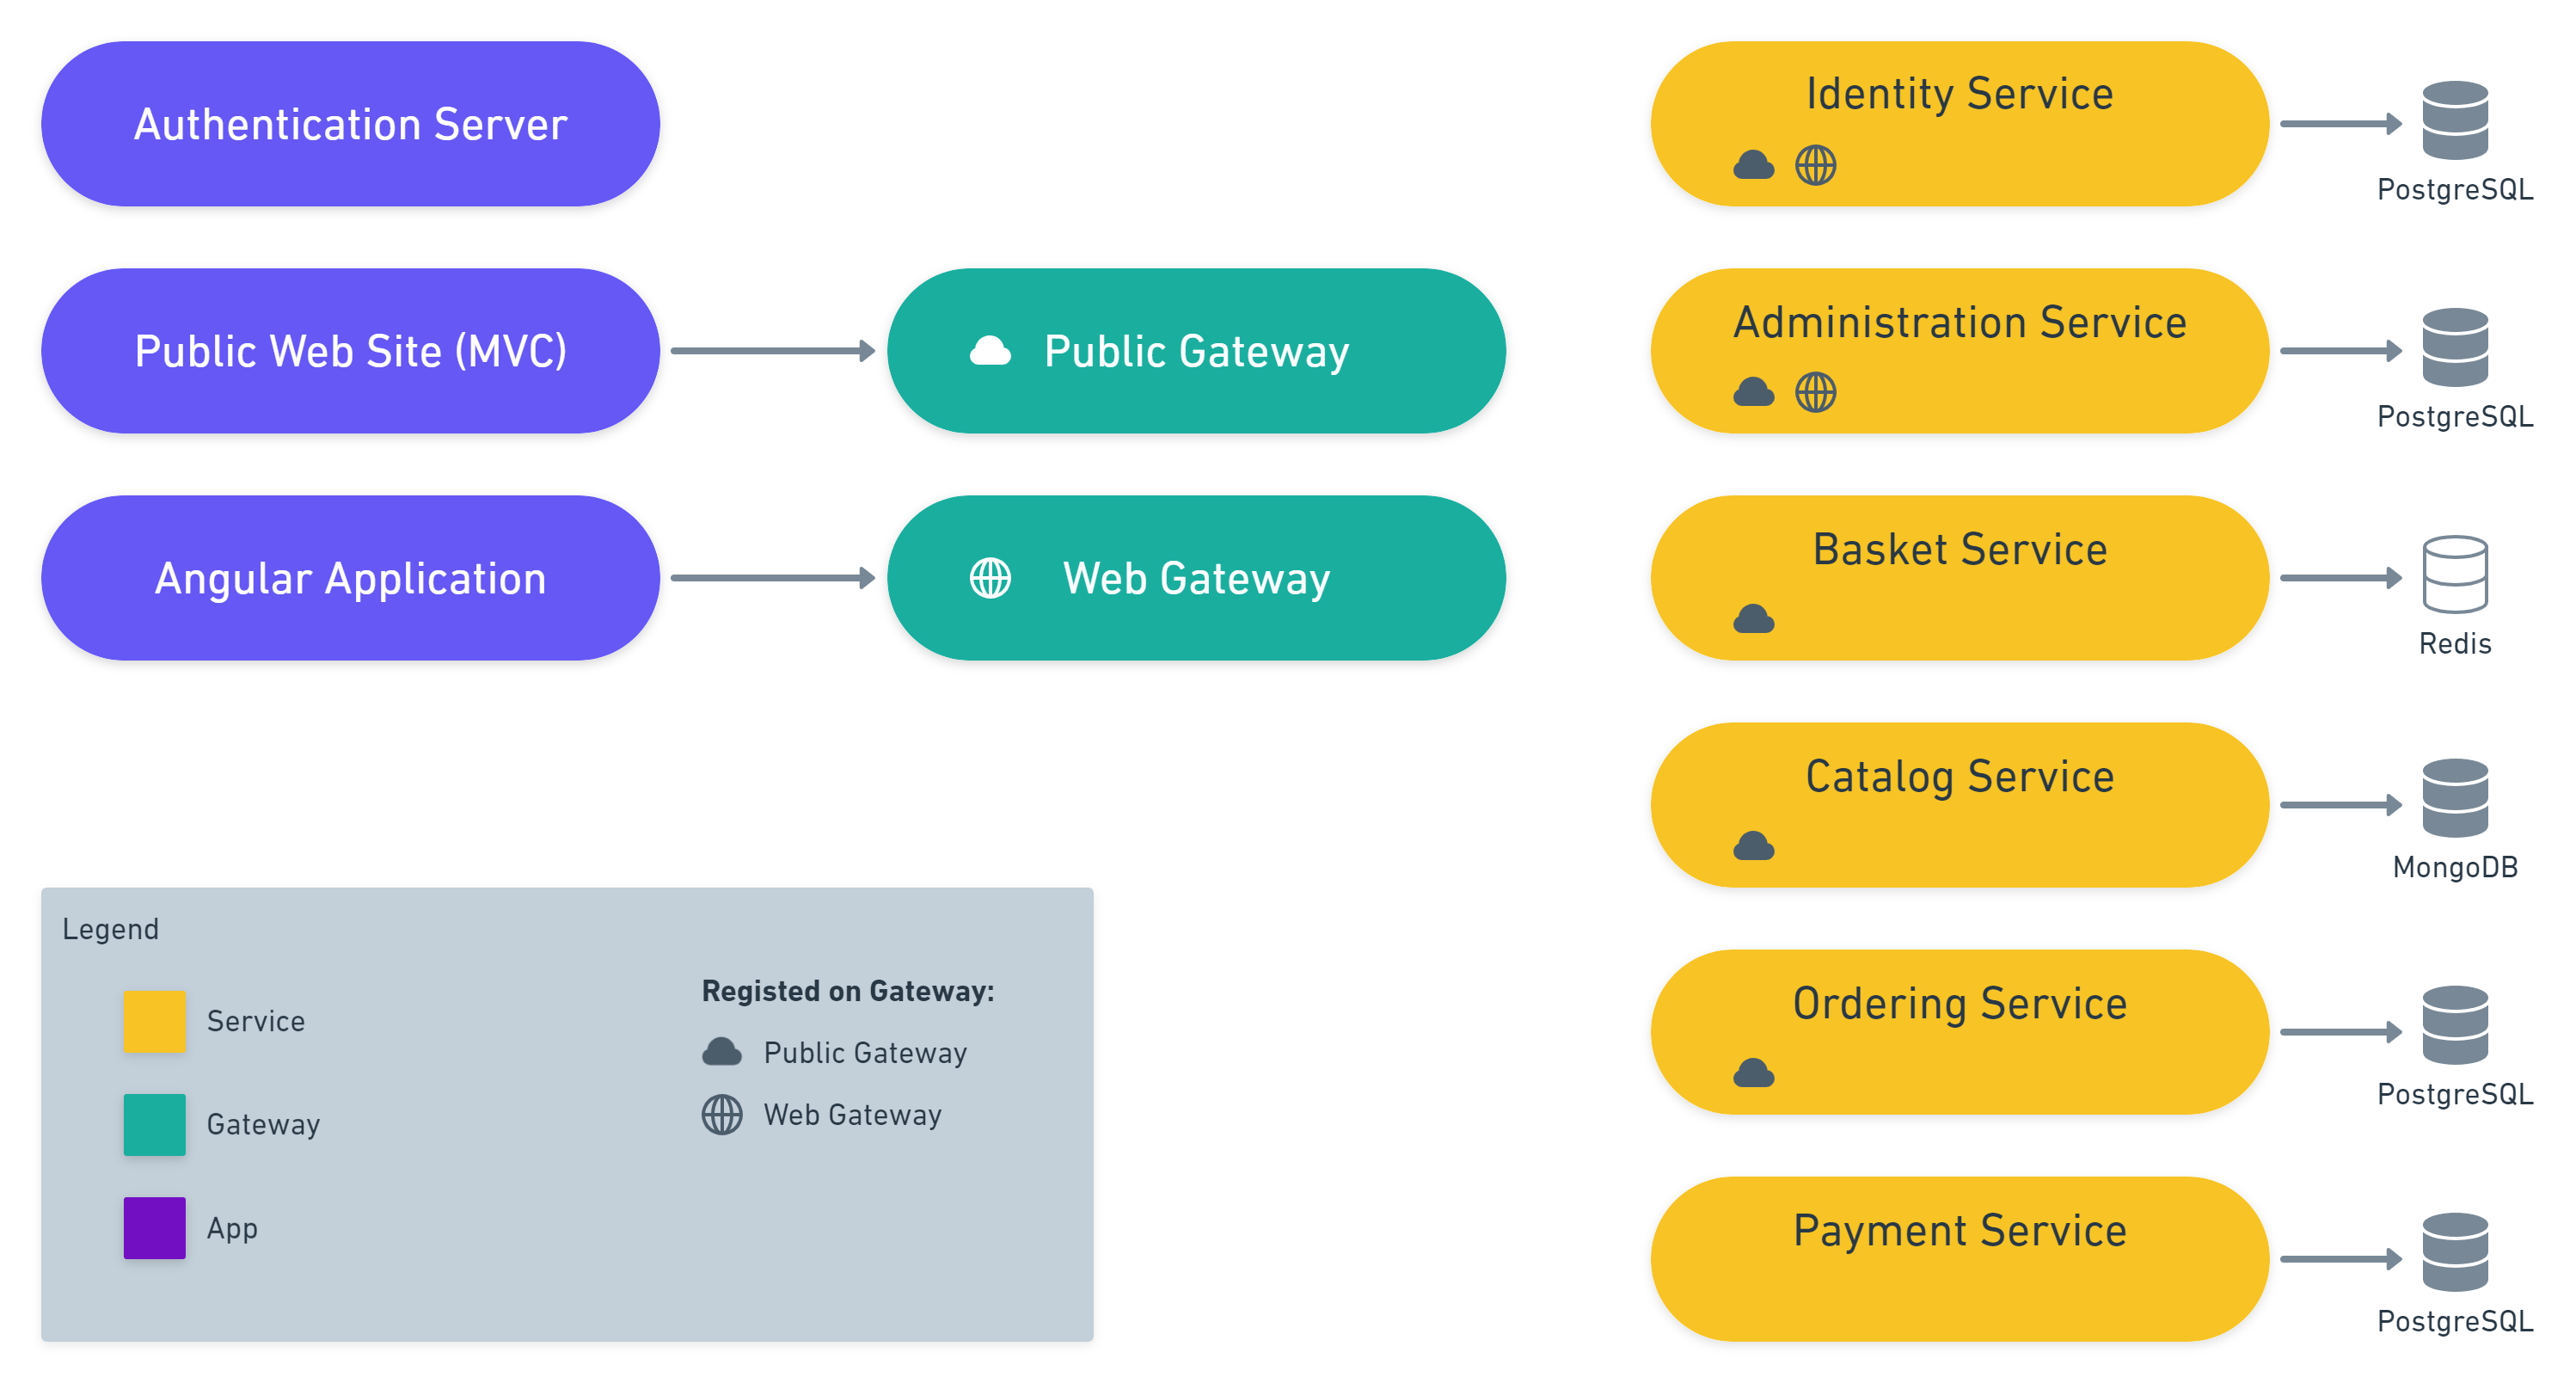 Authentication Server
Public Web Site (MVC)
Angular Application
Public Gateway
Web Gateway
Identity Service
PostgreSQL
Administration Service
PostgreSQL
Basket Service
Redis
Catalog Service
MongoDB
Ordering Service
PostgreSQL
Payment Service
PostgreSQL
Legend
Service
Gateway
App
Registed on Gateway:
Public Gateway
Web Gateway